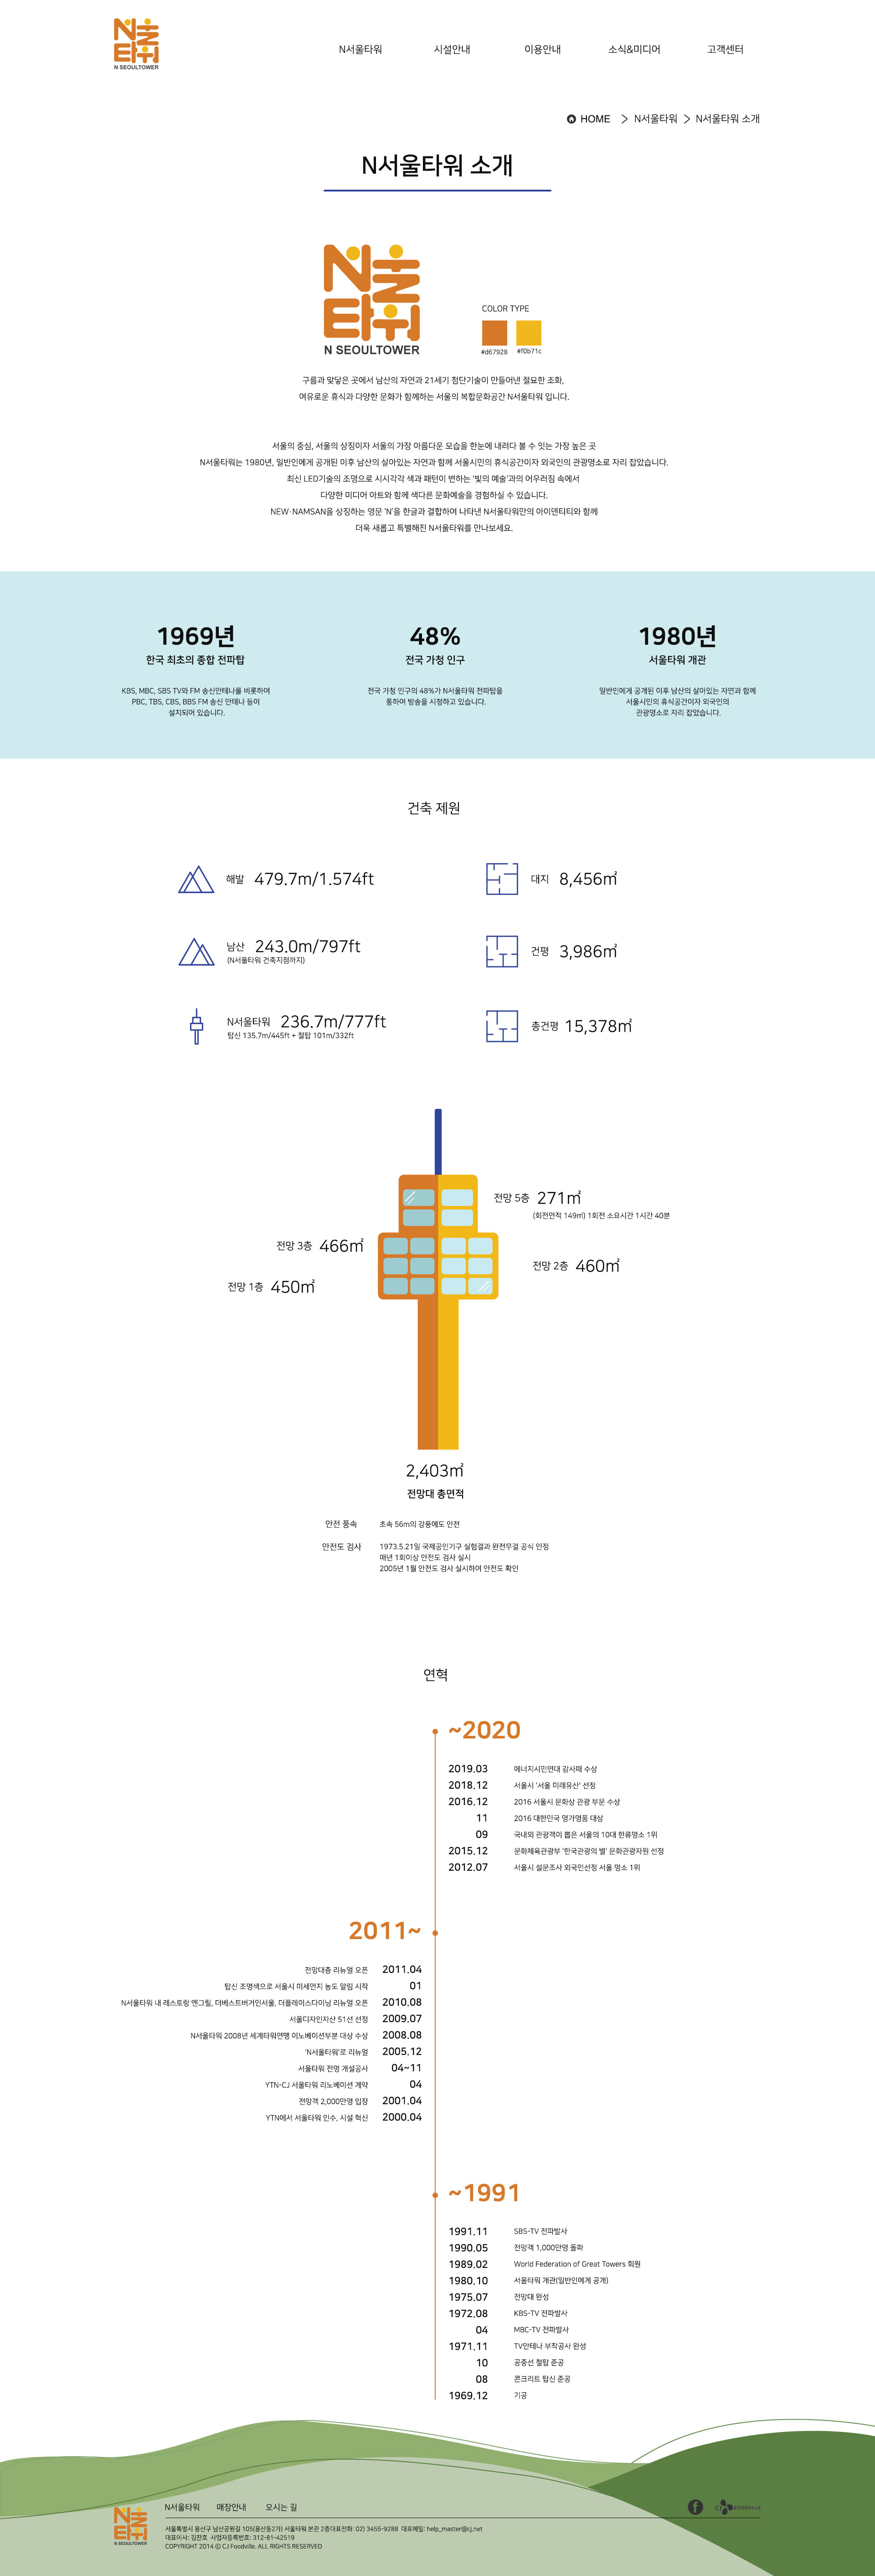 N서울타워
N SEOULTOWER
N서울타워 시설안내 이용안내 소식&미디어 고객센터
HOME > N서울타워 > N서울타워 소개
N서울타워 소개
N서울타워
N SEOULTOWER
COLOR TYPE
#d67928 #f0b71c
구름과 맞닿은 곳에서 남산의 자연과 21세기 첨단기술이 만들어낸 절묘한 조화,
여유로운 휴식과 다양한 문화가 함께하는 서울의 복합문화공간 N서울타워 입니다.
서울의 중심, 서울의 상징이자 서울의 가장 아름다운 모습을 한눈에 내려다 볼 수 잇는 가장 높은 곳
N서울타워는 1980년, 일반인에게 공개된 이후 남산의 살아있는 자연과 함께 서울시민의 휴식공간이자 외국인의 관광명소로 자리 잡았습니다.
최신 LED기술의 조명으로 시시각각 색과 패턴이 변하는 '빛의 예술'과의 어우러짐 속에서
다양한 미디어 아트와 함께 색다른 문화예술을 경험하실 수 있습니다.
NEW·NAMSAN을 상징하는 영문 'N'을 한글과 결합하여 나타낸 N서울타워만의 아이덴티티와 함께
더욱 새롭고 특별해진 N서울타워를 만나보세요.
1969년
한국 최초의 종합 전파탑
KBS, MBC, SBS TV와 FM 송신안테나를 비롯하여
PBC, TBS, CBS, BBS FM 송신 안테나 등이
설치되어 있습니다.
48%
전국 가청 인구
전국 가청 인구의 48%가 N서울타워 전파탑을
통하여 방송을 시청하고 있습니다.
1980년
서울타워 개관
일반인에게 공개된 이후 남산의 살아있는 자연과 함께
서울시민의 휴식공간이자 외국인의
관광명소로 자리 잡았습니다.
건축 제원
해발 479.7m/1.574ft
대지 8,456㎡
남산 243.0m/797ft
(N서울타워 건축지점까지)
건평 3,986㎡
N서울타워 236.7m/777ft
탑신 135.7m/445ft + 철탑 101m/332ft
총건평 15,378㎡
전망 5층 271㎡
(회전면적 149㎡) 1회전 소요시간 1시간 40분
전망 3층 466㎡
전망 2층 460㎡
전망 1층 450㎡
2,403㎡
전망대 총면적
안전 풍속 초속 56m의 강풍에도 안전
안전도 검사 1973.5.21일 국제공인기구 실험결과 완전무결 공식 인정
매년 1회이상 안전도 검사 실시
2005년 1월 안전도 검사 실시하여 안전도 확인
연혁
~2020
2019.03 에너지시민연대 감사패 수상
2018.12 서울시 '서울 미래유산' 선정
2016.12 2016 서울시 문화상 관광 부문 수상
11 2016 대한민국 명가명품 대상
09 국내외 관광객이 뽑은 서울의 10대 한류명소 1위
2015.12 문화체육관광부 '한국관광의 별' 문화관광자원 선정
2012.07 서울시 설문조사 외국인선정 서울 명소 1위
2011~
전망대층 리뉴얼 오픈 2011.04
탑신 조명색으로 서울시 미세먼지 농도 알림 시작 01
N서울타워 내 레스토랑 엔그릴, 더베스트버거인서울, 더플레이스다이닝 리뉴얼 오픈 2010.08
서울디자인자산 51선 선정 2009.07
N서울타워 2008년 세계타워연맹 이노베이션부분 대상 수상 2008.08
'N서울타워'로 리뉴얼 2005.12
서울타워 전명 개설공사 04~11
YTN-CJ 서울타워 리노베이션 계약 04
전망객 2,000만명 입장 2001.04
YTN에서 서울타워 인수, 시설 혁신 2000.04
~1991
1991.11 SBS-TV 전파발사
1990.05 전망객 1,000만명 돌파
1989.02 World Federation of Great Towers 회원
1980.10 서울타워 개관(일반인에게 공개)
1975.07 전망대 완성
1972.08 KBS-TV 전파발사
04 MBC-TV 전파발사
1971.11 TV안테나 부착공사 완성
10 공중선 철탑 준공
08 콘크리트 탑신 준공
1969.12 기공
N서울타워
N SEOULTOWER
N서울타워 매장안내 오시는 길
f CJ FOODVILLE
서울특별시 용산구 남산공원길 105(용산동2가) 서울타워 본관 2층대표전화: 02) 3455-9288 대표메일: help_master@cj.net
대표이사: 김찬호 사업자등록번호: 312-81-42519
COPYRIGHT 2014 ⓒ CJ Foodville. ALL RIGHTS RESERVED